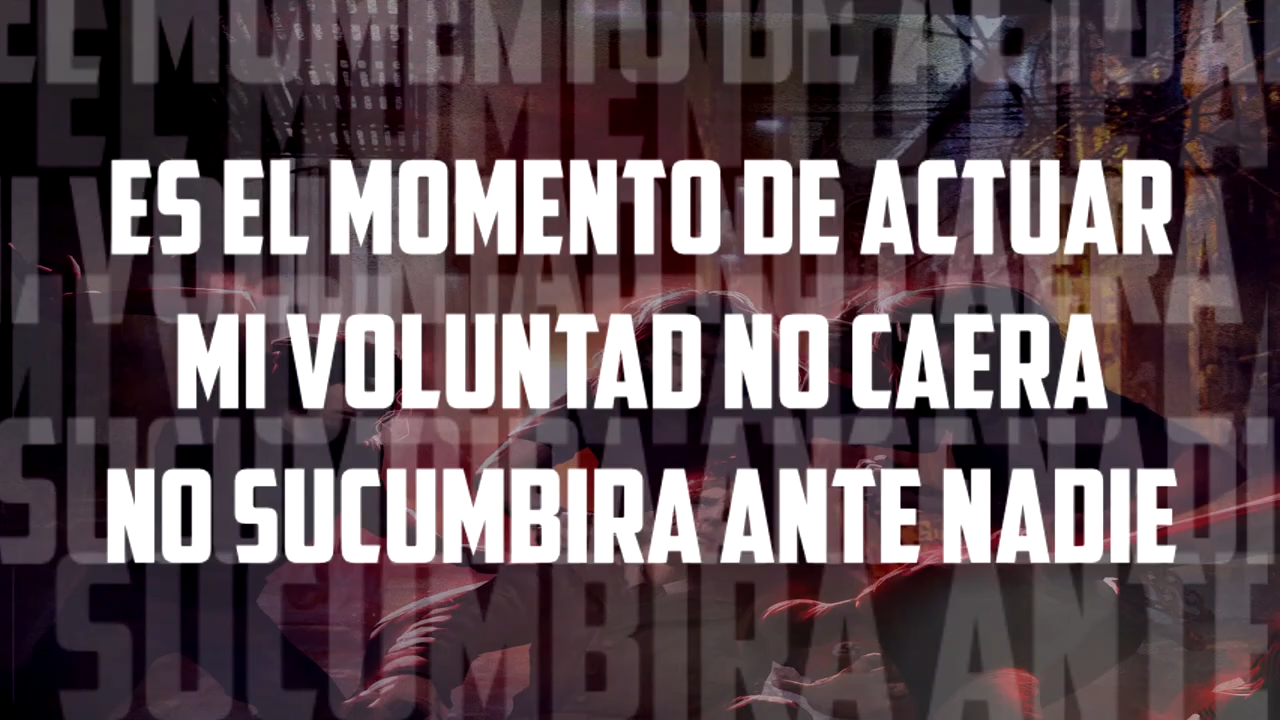 ES EL MOMENTO DE ACTUAR
MI VOLUNTAD NO CAERA
NO SUCUMBIRA ANTE NADIE